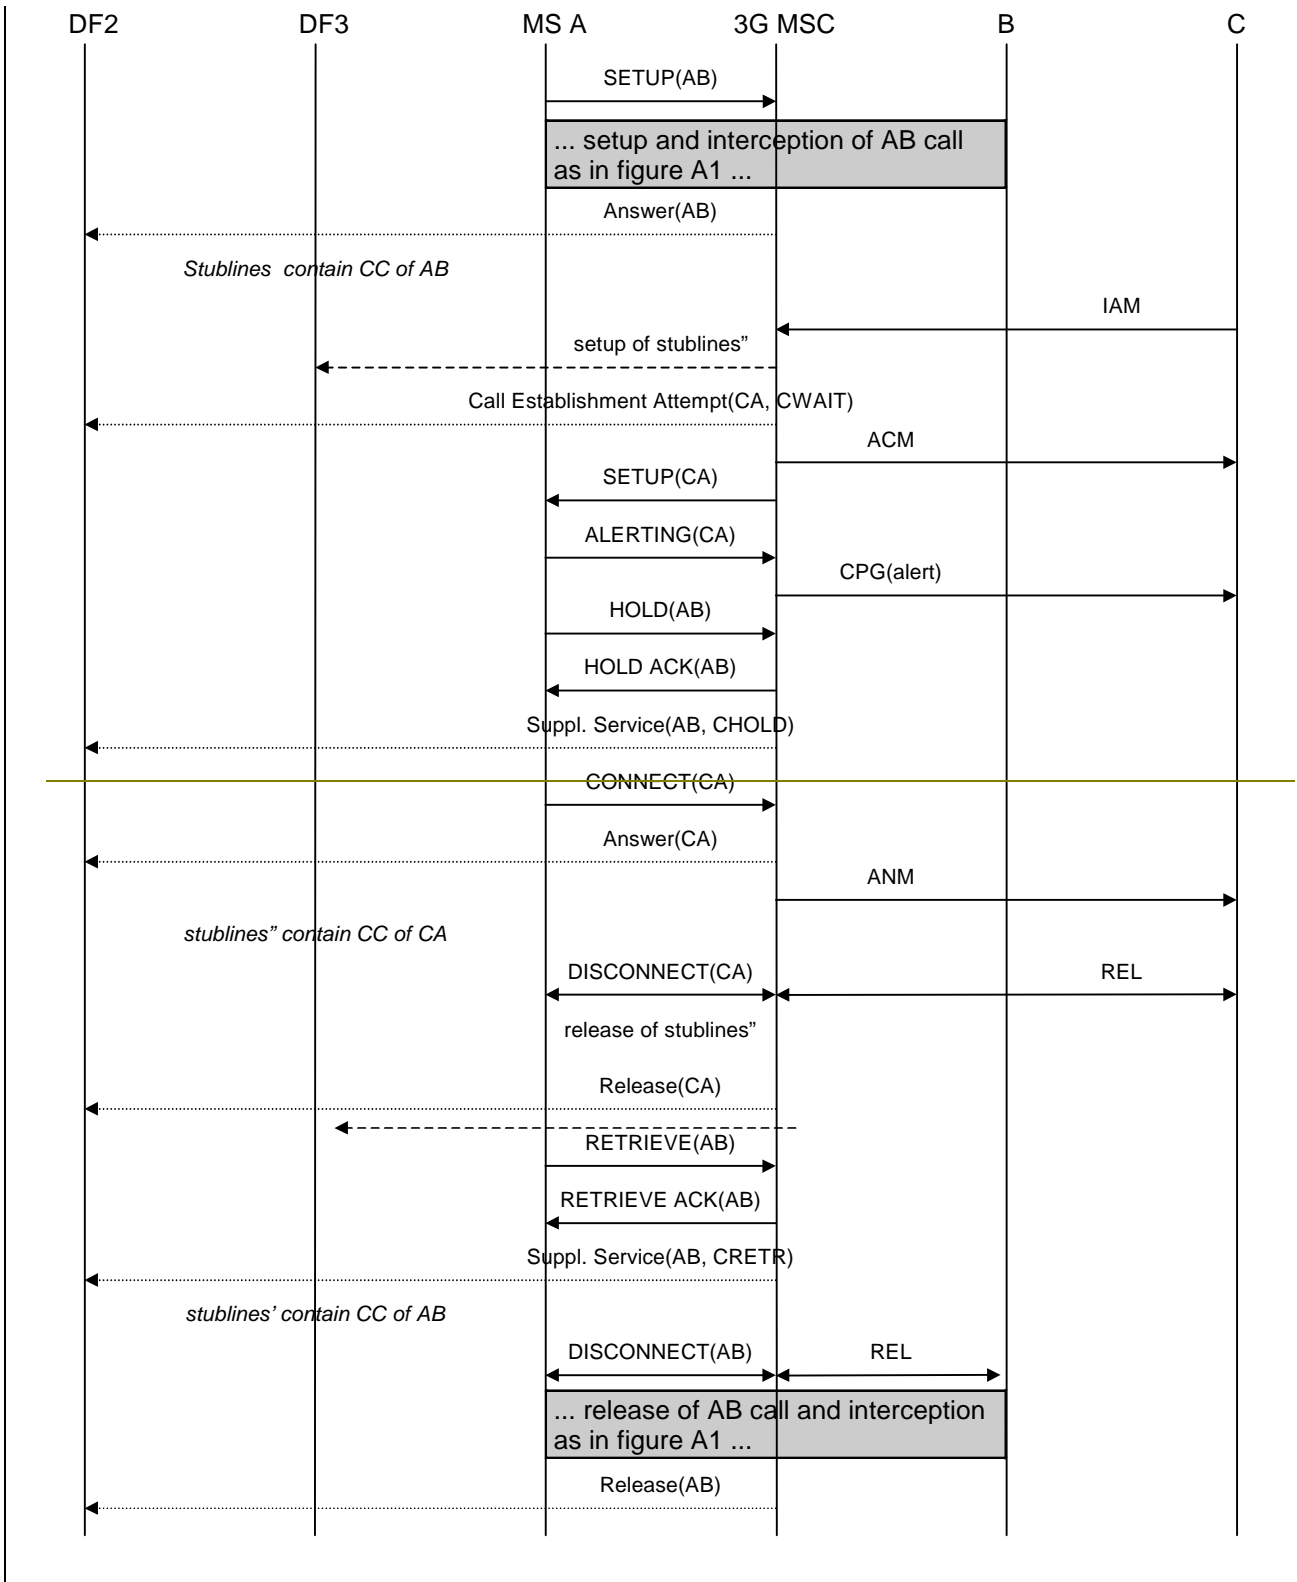 DF2 DF3 MS A 3G MSC B C
SETUP(AB)
... setup and interception of AB call
as in figure A1 ...
Answer(AB)
Stublines contain CC of AB
IAM
setup of stublines”
Call Establishment Attempt(CA, CWAIT)
ACM
SETUP(CA)
ALERTING(CA)
CPG(alert)
HOLD(AB)
HOLD ACK(AB)
Suppl. Service(AB, CHOLD)
CONNECT(CA)
Answer(CA)
ANM
stublines” contain CC of CA
DISCONNECT(CA) REL
release of stublines”
Release(CA)
RETRIEVE(AB)
RETRIEVE ACK(AB)
Suppl. Service(AB, CRETR)
stublines’ contain CC of AB
DISCONNECT(AB) REL
... release of AB call and interception
as in figure A1 ...
Release(AB)